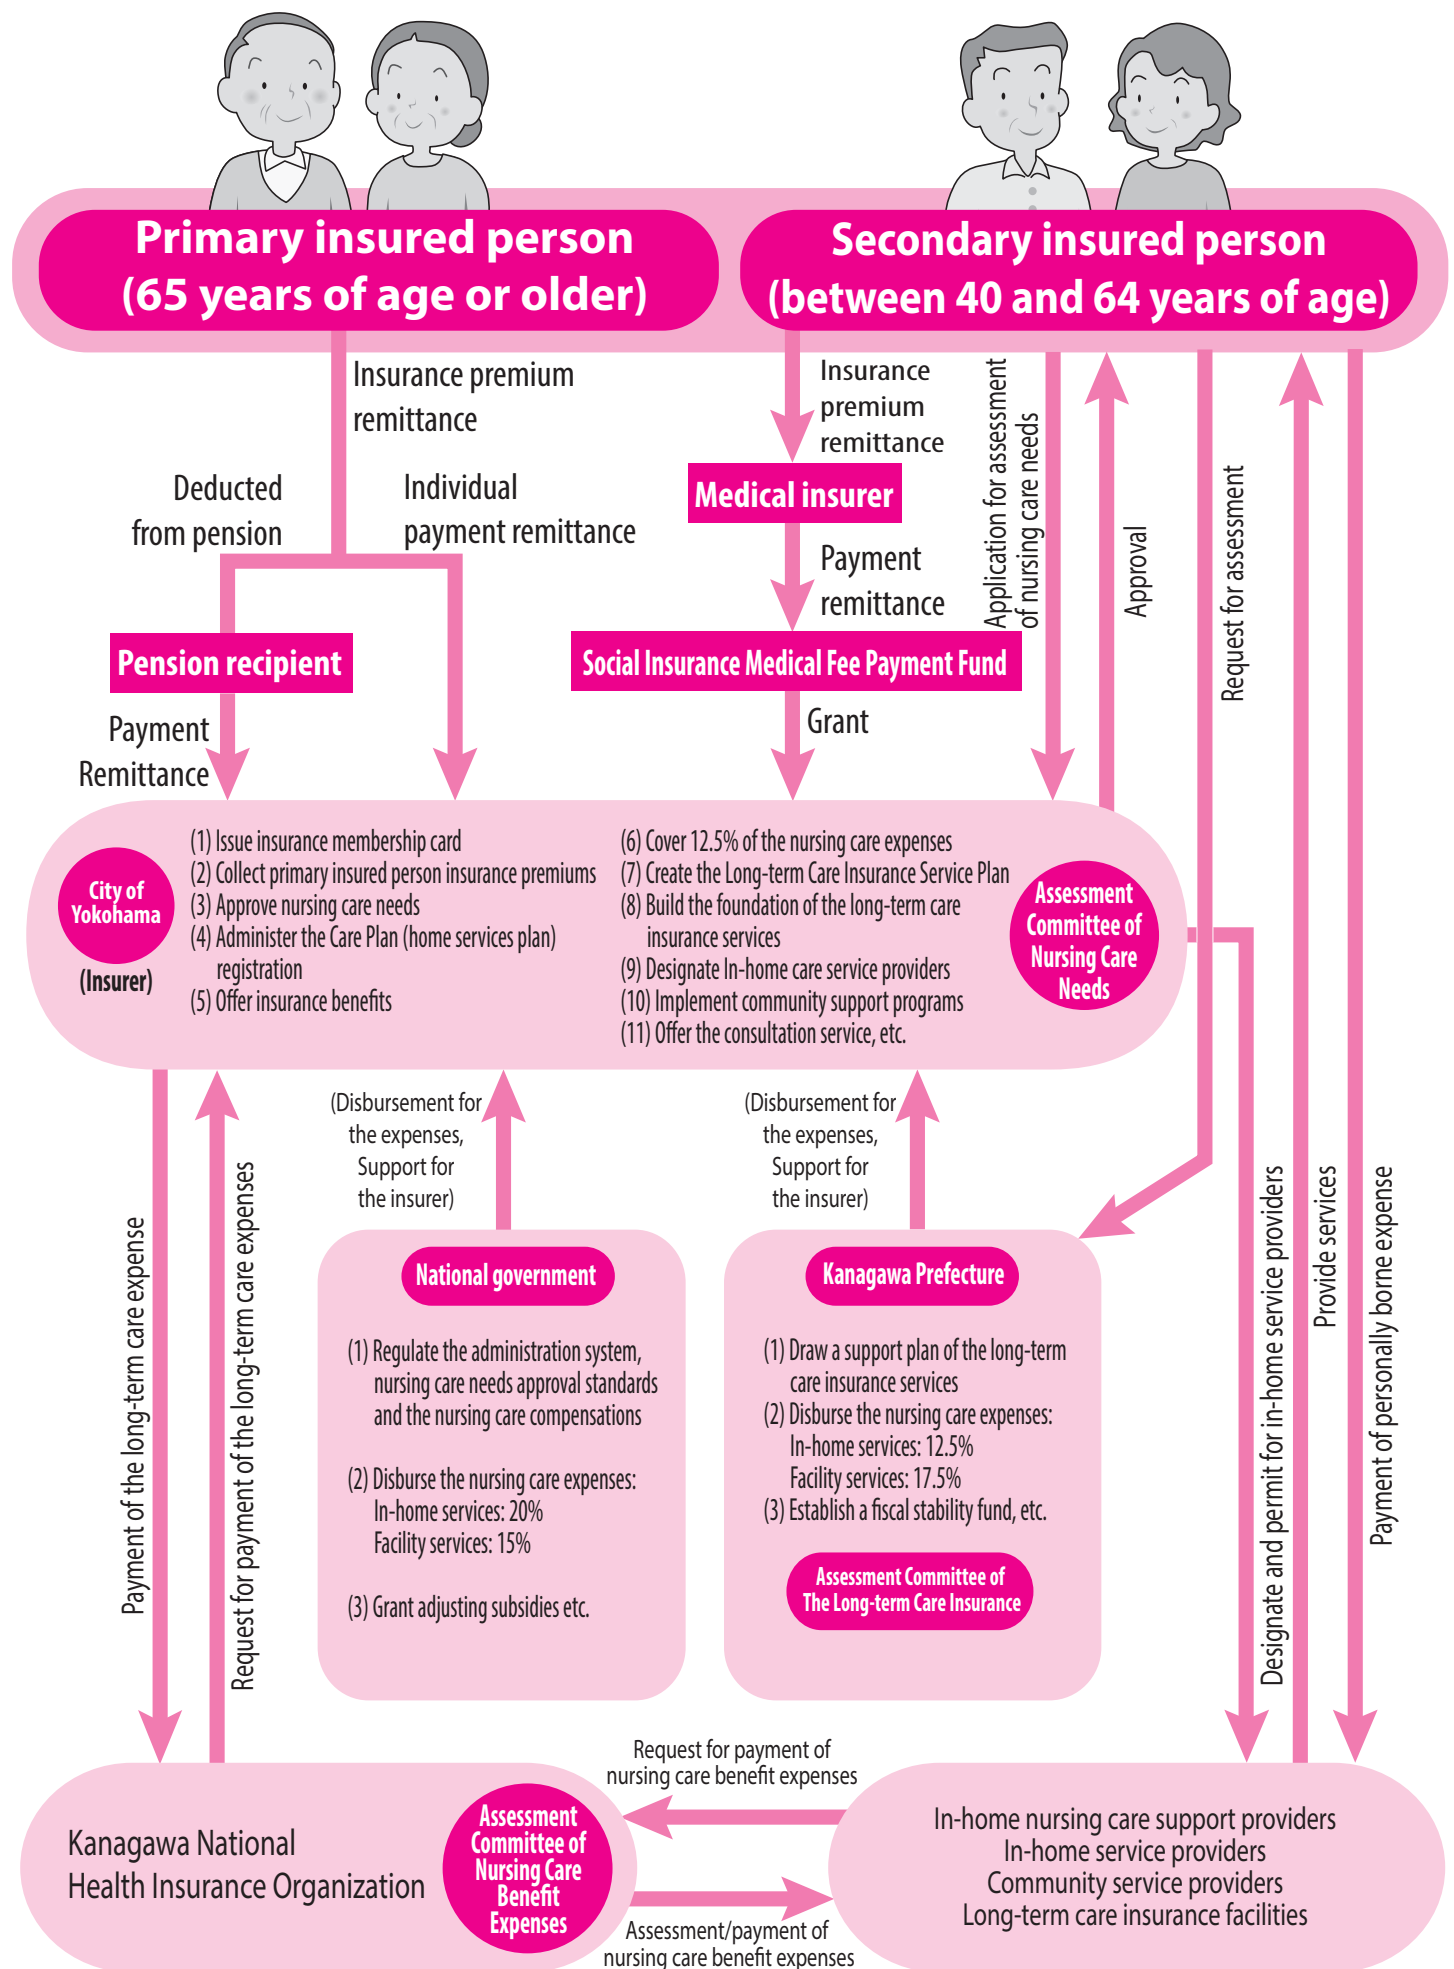 Primary insured person
(65 years of age or older)
Secondary insured person
(between 40 and 64 years of age)
Insurance premium
remittance
Deducted
from pension
Individual
payment remittance
Pension recipient
Payment
Remittance
Insurance
premium
remittance
Medical insurer
Payment
remittance
Social Insurance Medical Fee Payment Fund
Grant
Application for assessment
of nursing care needs
Approval
Request for assessment
City of
Yokohama
(Insurer)
(1) Issue insurance membership card
(2) Collect primary insured person insurance premiums
(3) Approve nursing care needs
(4) Administer the Care Plan (home services plan)
registration
(5) Offer insurance benefits
(6) Cover 12.5% of the nursing care expenses
(7) Create the Long-term Care Insurance Service Plan
(8) Build the foundation of the long-term care
insurance services
(9) Designate In-home care service providers
(10) Implement community support programs
(11) Offer the consultation service, etc.
Assessment
Committee of
Nursing Care
Needs
Payment of the long-term care expense
Request for payment of the long-term care expenses
(Disbursement for
the expenses,
Support for
the insurer)
(Disbursement for
the expenses,
Support for
the insurer)
National government
(1) Regulate the administration system,
nursing care needs approval standards
and the nursing care compensations
(2) Disburse the nursing care expenses:
In-home services: 20%
Facility services: 15%
(3) Grant adjusting subsidies etc.
Kanagawa Prefecture
(1) Draw a support plan of the long-term
care insurance services
(2) Disburse the nursing care expenses:
In-home services: 12.5%
Facility services: 17.5%
(3) Establish a fiscal stability fund, etc.
Assessment Committee of
The Long-term Care Insurance
Designate and permit for in-home service providers
Provide services
Payment of personally borne expense
Kanagawa National
Health Insurance Organization
Assessment
Committee of
Nursing Care
Benefit
Expenses
Request for payment of
nursing care benefit expenses
Assessment/payment of
nursing care benefit expenses
In-home nursing care support providers
In-home service providers
Community service providers
Long-term care insurance facilities